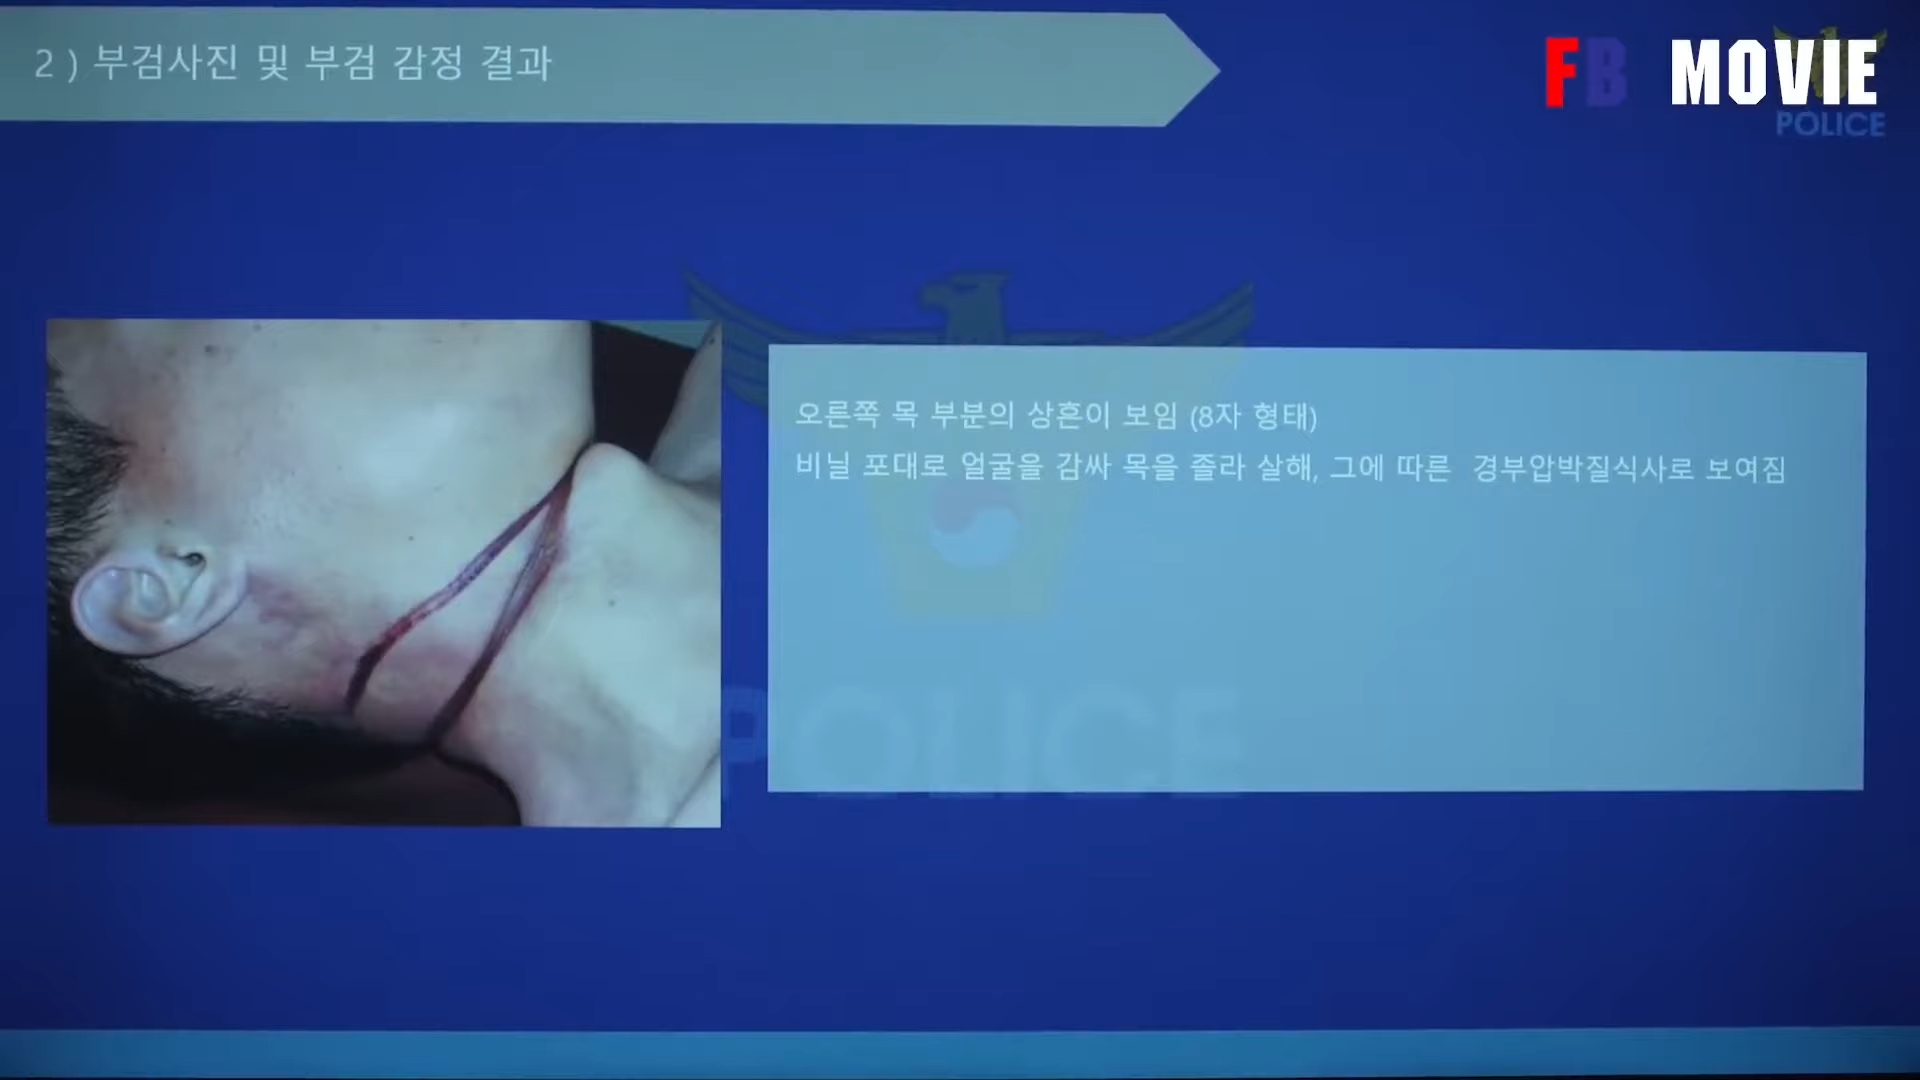 2 ) 부검사진 및 부검 감정 결과
FB MOVIE
POLICE
오른쪽 목 부분의 상흔이 보임 (8자 형태)
비닐 포대로 얼굴을 감싸 목을 졸라 살해, 그에 따른 경부압박질식사로 보여짐
POLICE